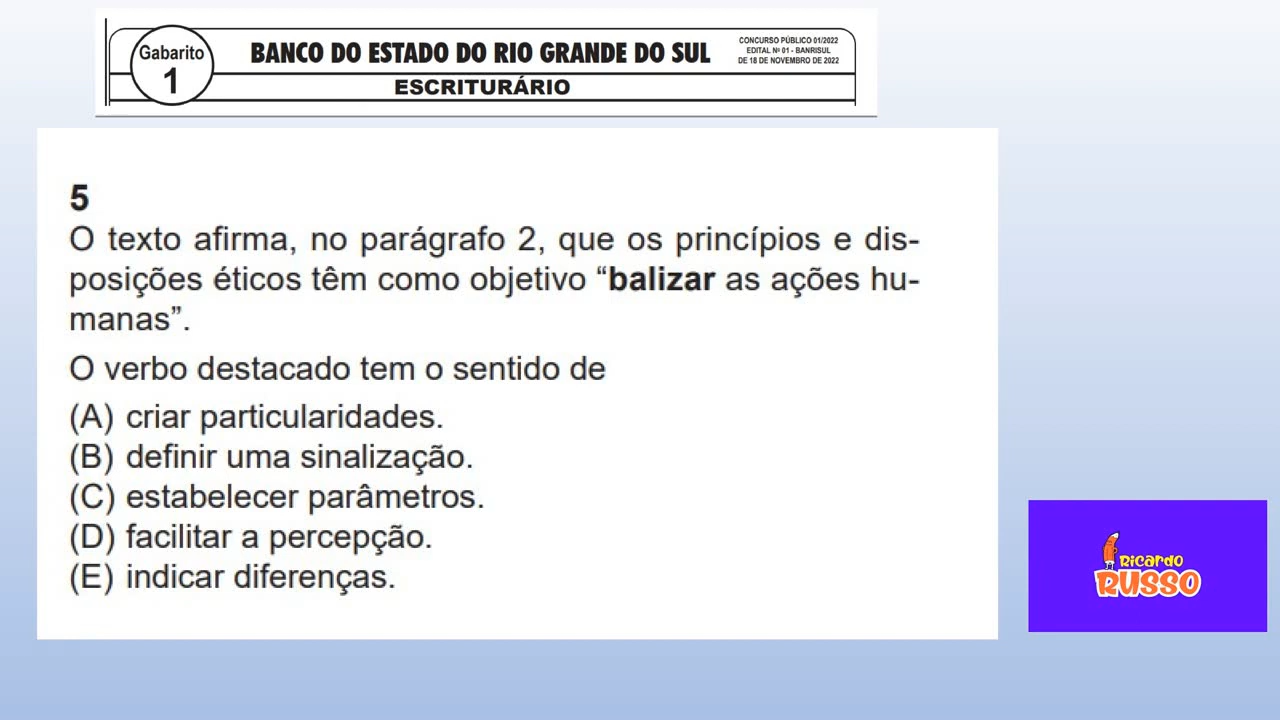 Gabarito
1
BANCO DO ESTADO DO RIO GRANDE DO SUL
ESCRITURÁRIO
CONCURSO PÚBLICO 01/2022
EDITAL Nº 01 - BANRISUL
DE 18 DE NOVEMBRO DE 2022
5
O texto afirma, no parágrafo 2, que os princípios e dis-
posições éticos têm como objetivo “balizar as ações hu-
manas”.
O verbo destacado tem o sentido de
(A) criar particularidades.
(B) definir uma sinalização.
(C) estabelecer parâmetros.
(D) facilitar a percepção.
(E) indicar diferenças.
RICARDO
RUSSO